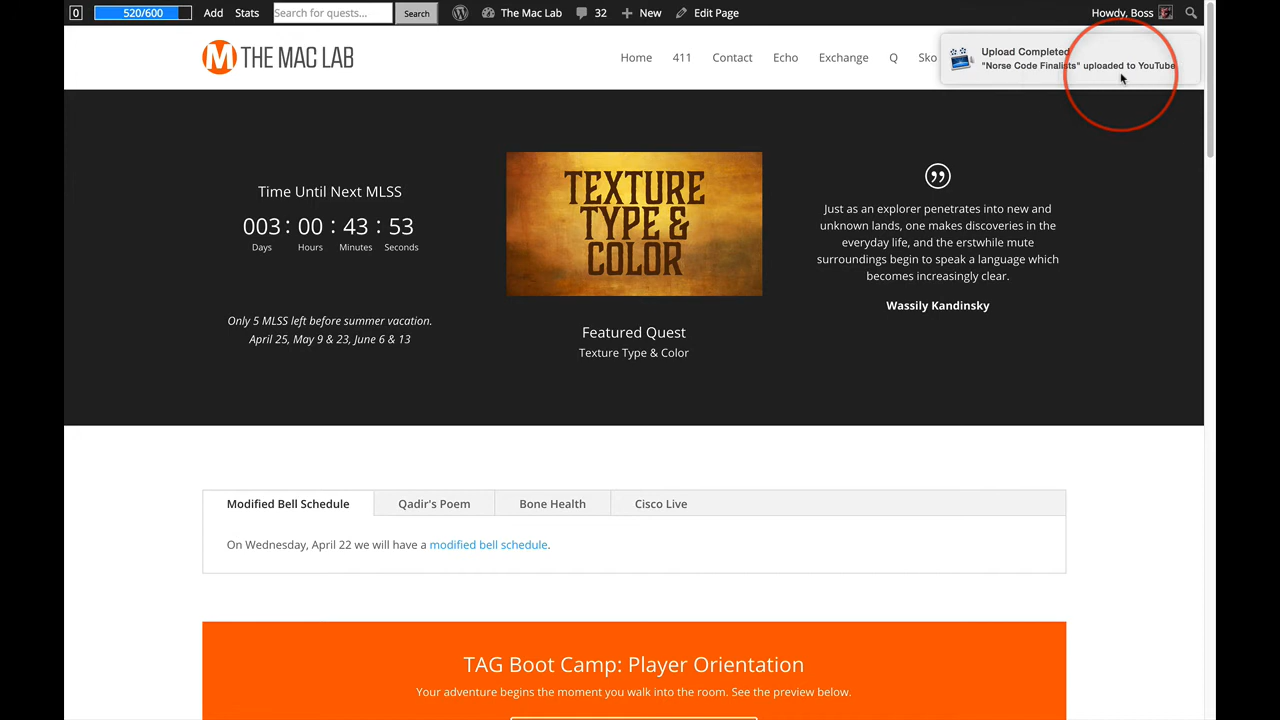 0 520/600 Add Stats Search for quests... Search The Mac Lab 32 New Edit Page Howdy, Boss
M THE MAC LAB
Home 411 Contact Echo Exchange Q Sko
Upload Completed
"Norse Code Finalists" uploaded to YouTube
Time Until Next MLSS
003 : 00 : 43 : 53
Days Hours Minutes Seconds
Only 5 MLSS left before summer vacation.
April 25, May 9 & 23, June 6 & 13
TEXTURE
TYPE &
COLOR
Featured Quest
Texture Type & Color
Just as an explorer penetrates into new and
unknown lands, one makes discoveries in the
everyday life, and the erstwhile mute
surroundings begin to speak a language which
becomes increasingly clear.
Wassily Kandinsky
Modified Bell Schedule Qadir's Poem Bone Health Cisco Live
On Wednesday, April 22 we will have a modified bell schedule.
TAG Boot Camp: Player Orientation
Your adventure begins the moment you walk into the room. See the preview below.